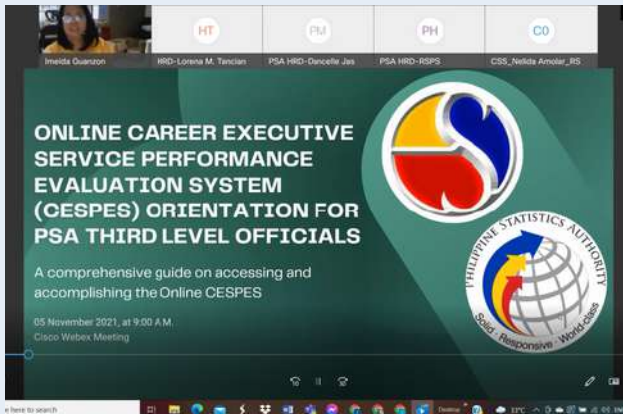 HT
PM
PH
CO
Imelda Guanzon
HRD-Lorena M. Tancian
PSA HRD-Dancelle Jas
PSA HRD-RSPS
CSS_Nelida Amolar_RS
ONLINE CAREER EXECUTIVE
SERVICE PERFORMANCE
EVALUATION SYSTEM
(CESPES) ORIENTATION FOR
PSA THIRD LEVEL OFFICIALS
A comprehensive guide on accessing and
accomplishing the Online CESPES
05 November 2021, at 9:00 A.M.
Cisco Webex Meeting
PHILIPPINE STATISTICS AUTHORITY
Solid · Responsive · World-class
e here to search
Desktop